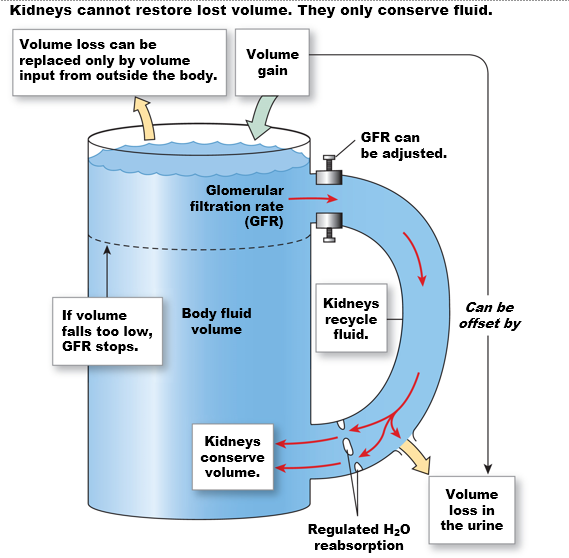 Kidneys cannot restore lost volume. They only conserve fluid.
Volume loss can be
replaced only by volume
input from outside the body.
Volume
gain
GFR can
be adjusted.
Glomerular
filtration rate
(GFR)
If volume
falls too low,
GFR stops.
Body fluid
volume
Kidneys
recycle
fluid.
Can be
offset by
Kidneys
conserve
volume.
Volume
loss in
the urine
Regulated H₂O
reabsorption